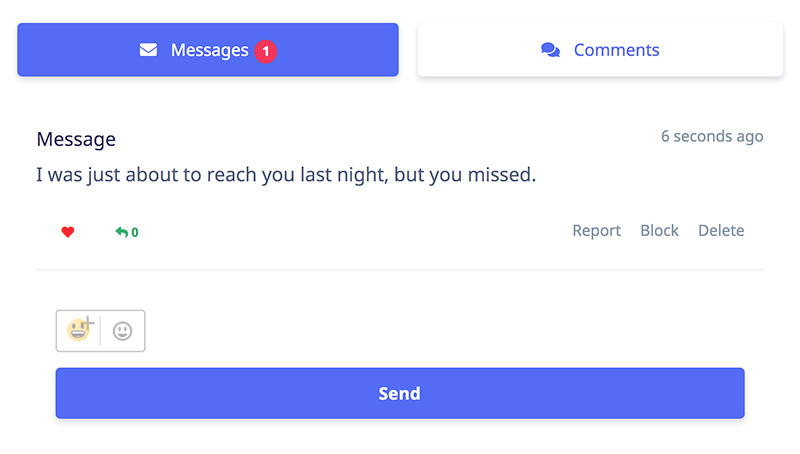 Messages 1
Comments
Message
6 seconds ago
I was just about to reach you last night, but you missed.
0
Report Block Delete
Send